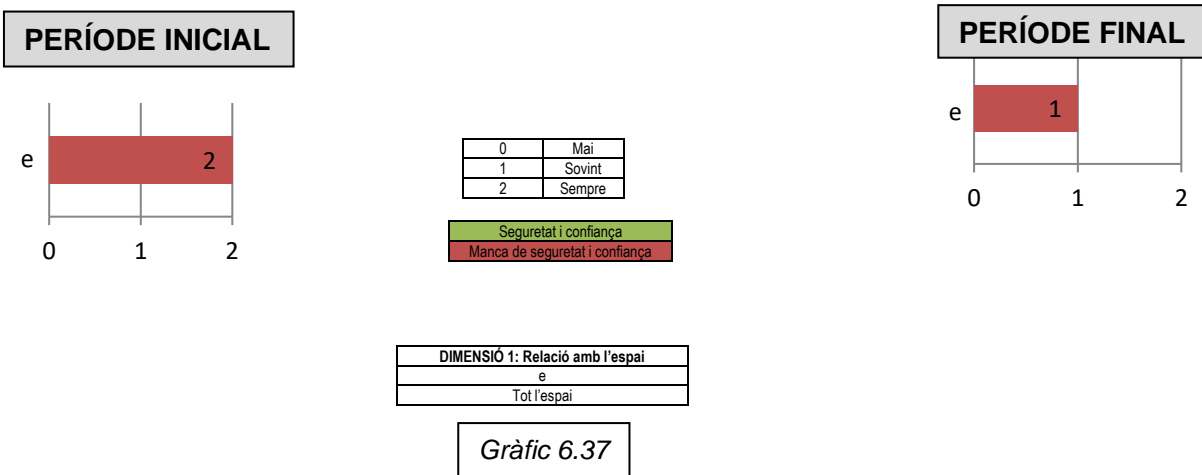 PERÍODE INICIAL
e
2
0 1 2
PERÍODE FINAL
e
1
0 1 2
0 Mai
1 Sovint
2 Sempre
Seguretat i confiança
Manca de seguretat i confiança
DIMENSIÓ 1: Relació amb l’espai
e
Tot l’espai
Gràfic 6.37